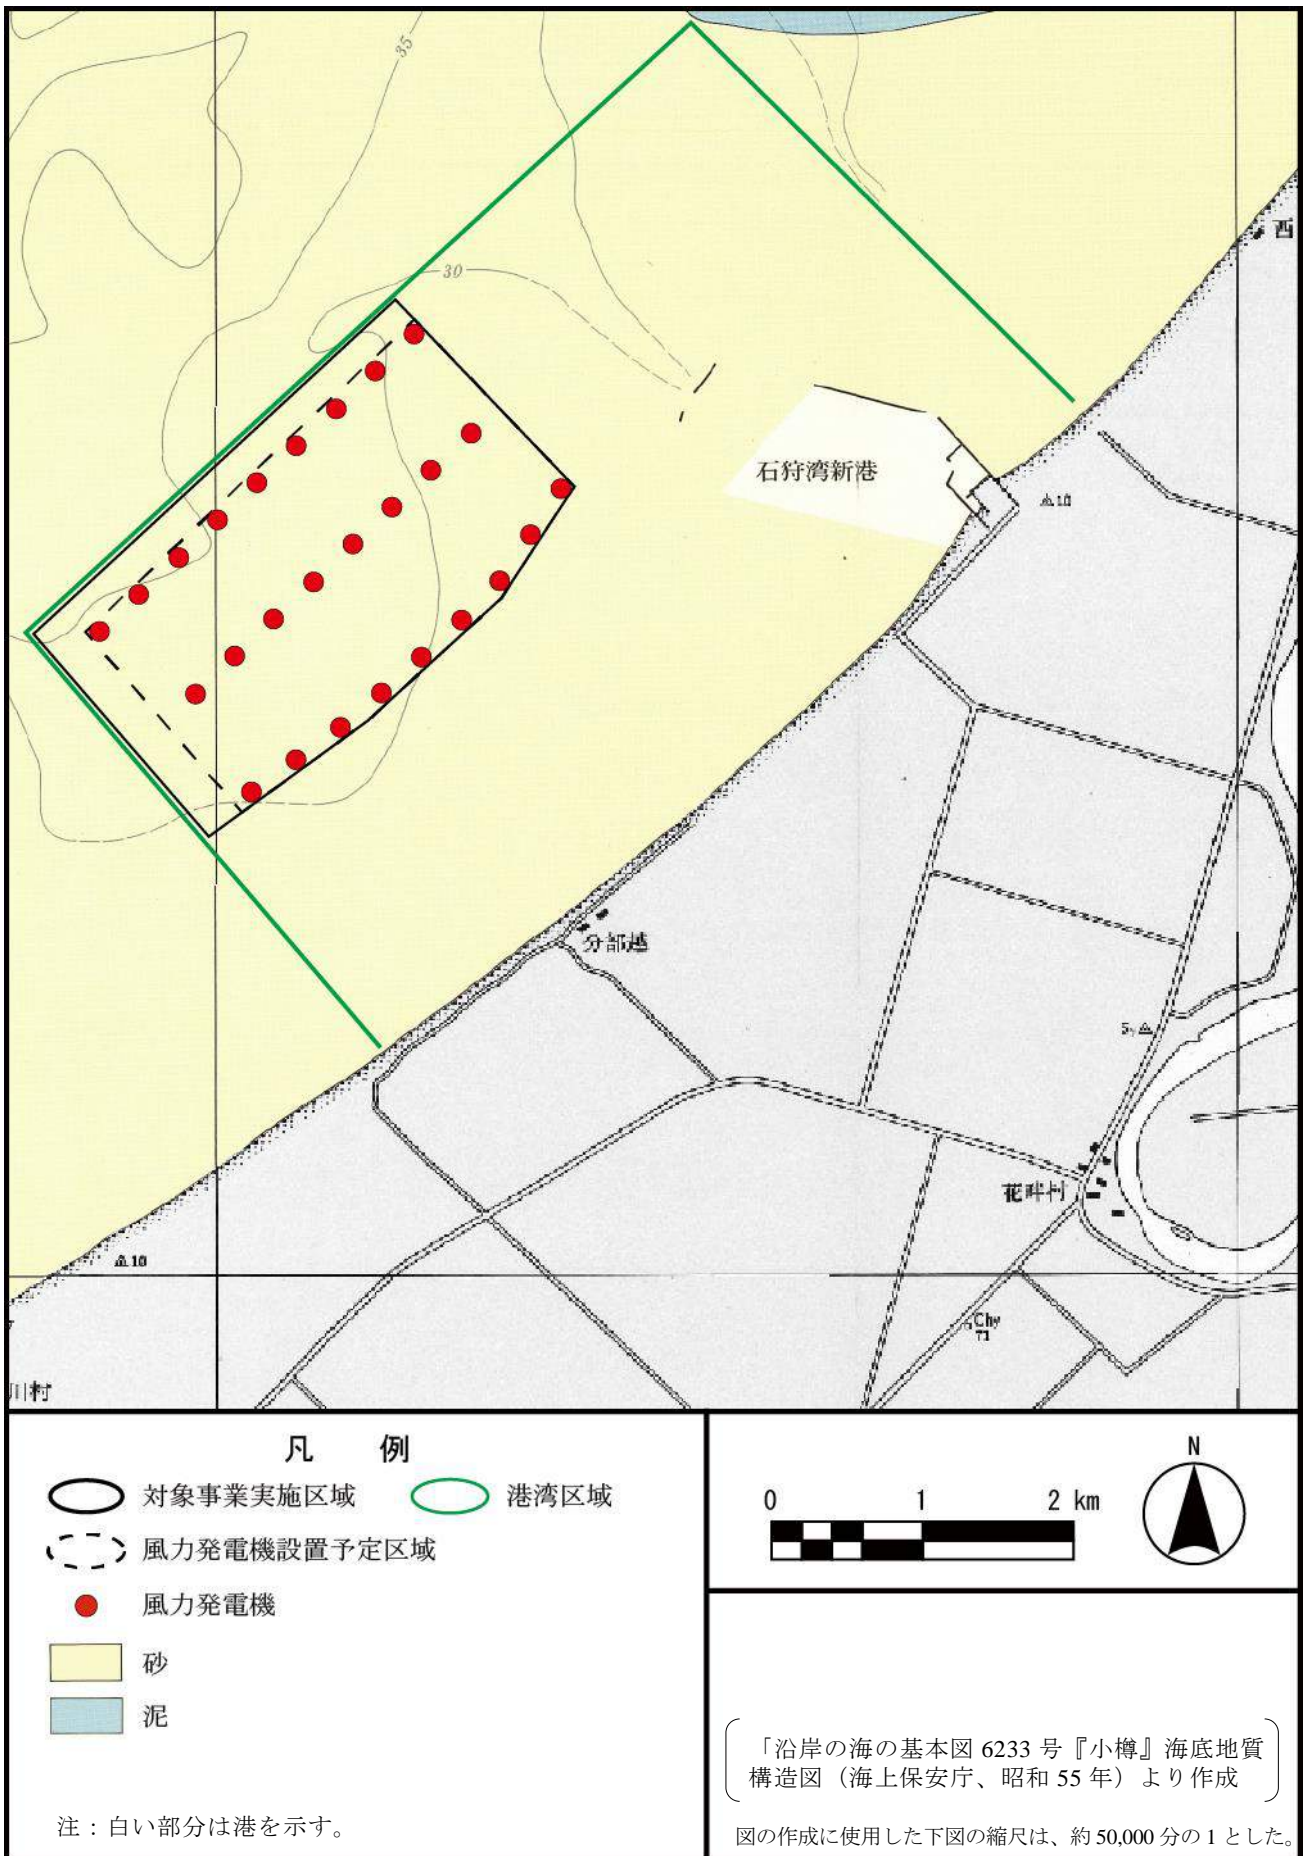 35
西
30
石狩湾新港
10
分部越
5
花畔村
10
Chy
71
川村
凡 例
対象事業実施区域
港湾区域
風力発電機設置予定区域
風力発電機
砂
泥
注：白い部分は港を示す。
0 1 2 km
N
「沿岸の海の基本図 6233 号『小樽』海底地質
構造図（海上保安庁、昭和 55 年）より作成
図の作成に使用した下図の縮尺は、約 50,000 分の 1 とした。